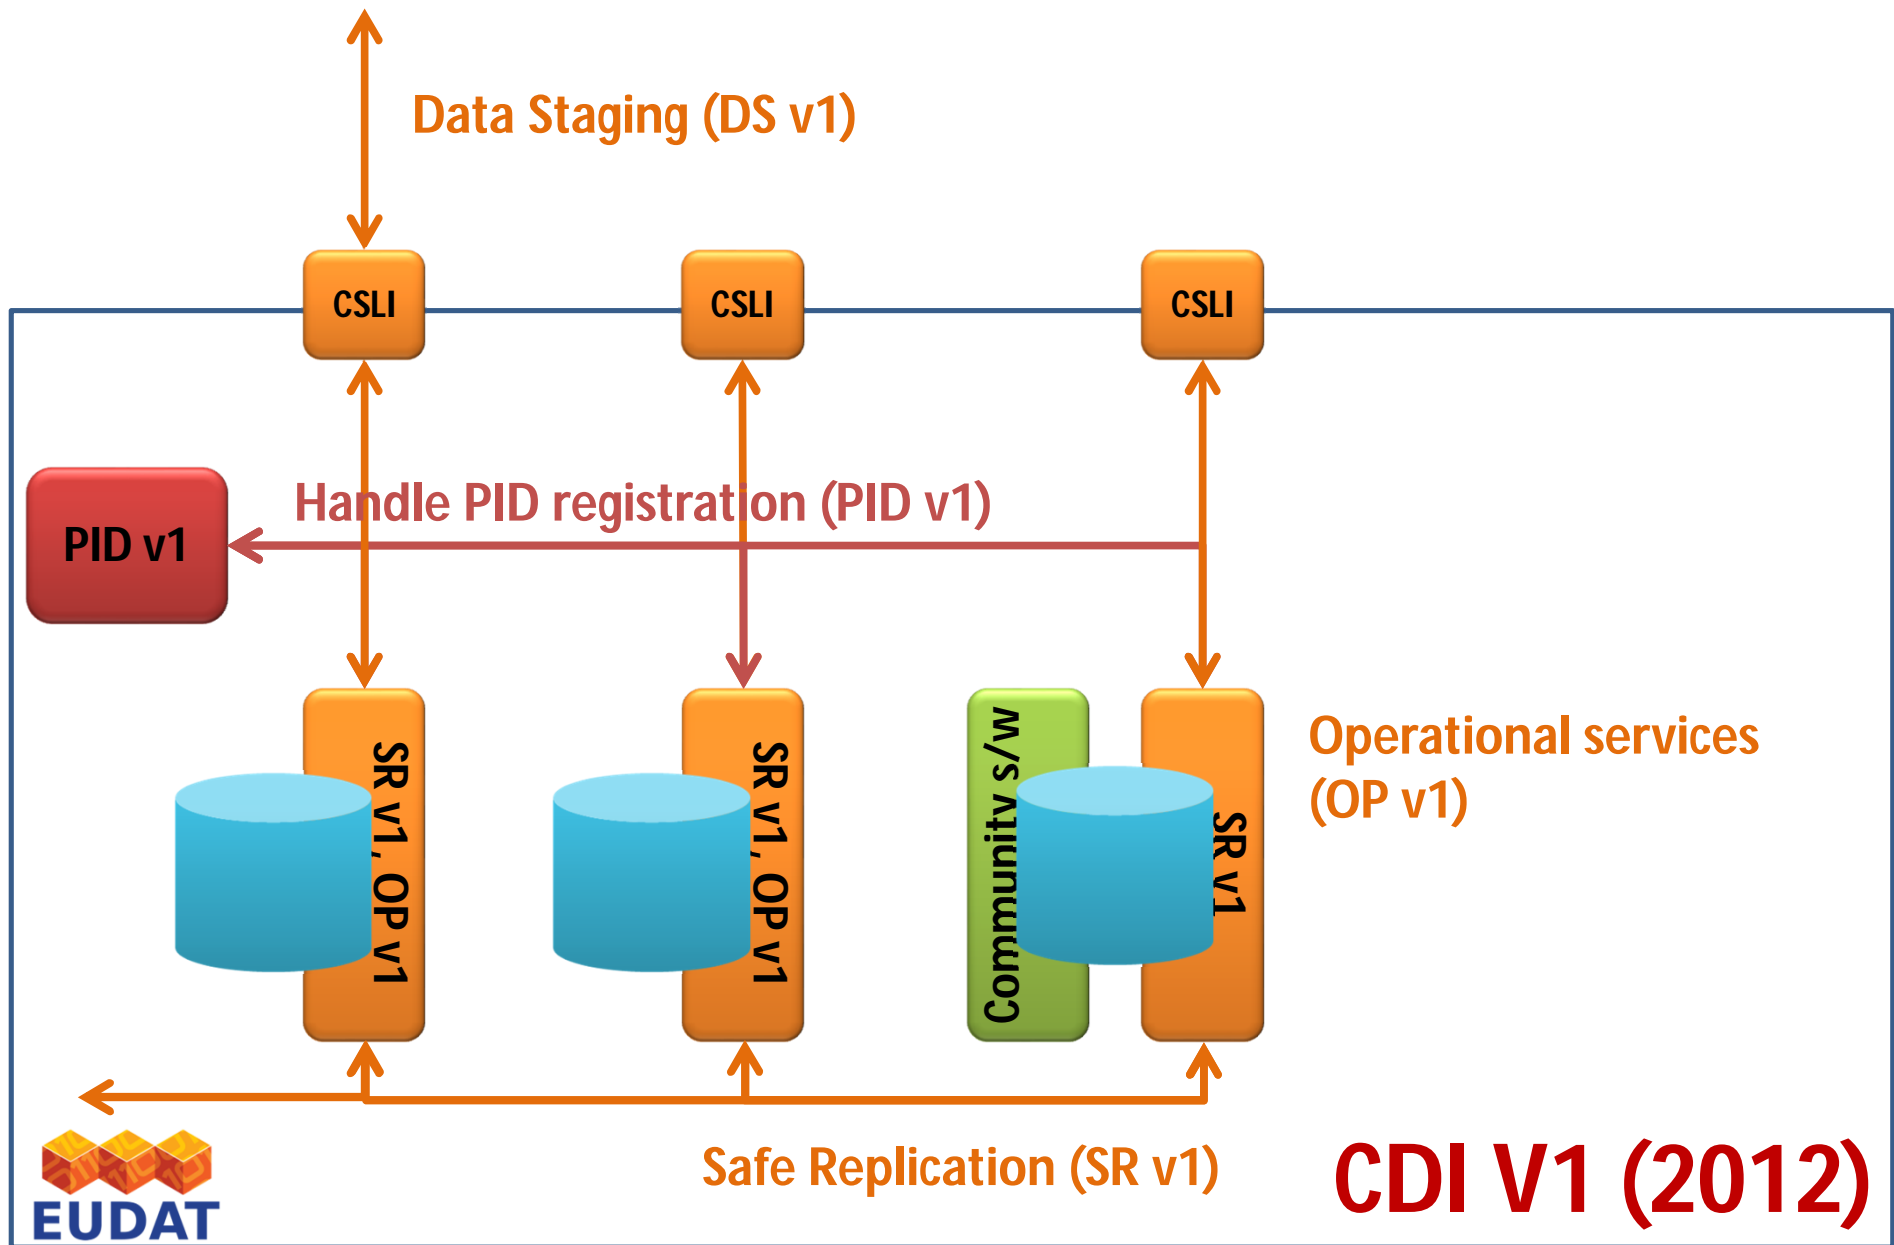 Data Staging (DS v1)
CSLI
CSLI
CSLI
Handle PID registration (PID v1)
PID v1
SR v1, OP v1
SR v1, OP v1
Community s/w
SR v1
Operational services
(OP v1)
Safe Replication (SR v1)
CDI V1 (2012)
EUDAT